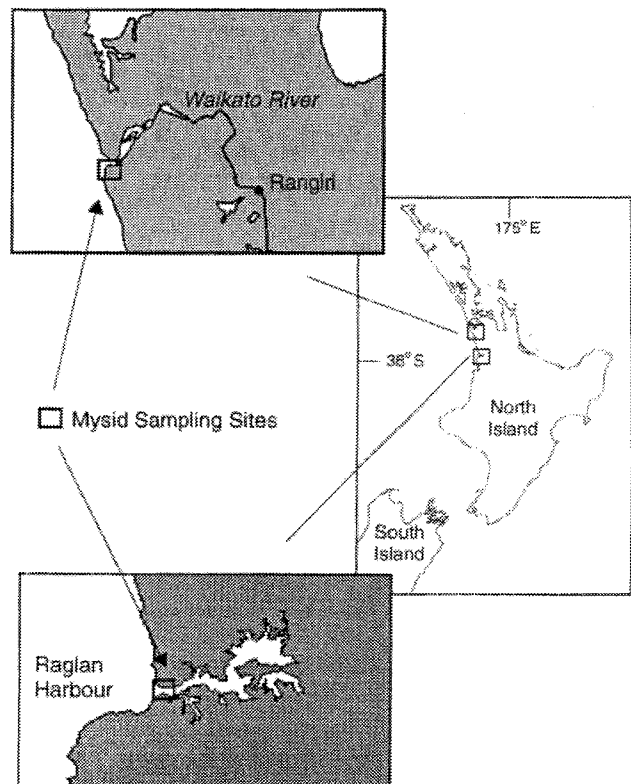 Waikato River
Rangiri
175° E
38° S
North
Island
South
Island
Mysid Sampling Sites
Raglan
Harbour